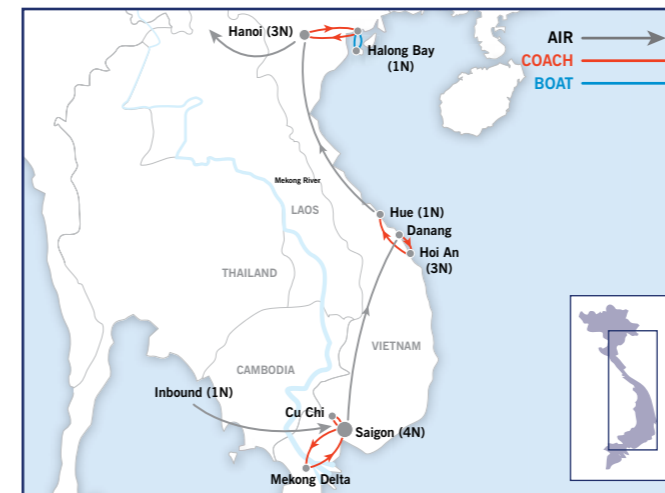 Hanoi (3N)
Halong Bay
(1N)
AIR
COACH
BOAT
Mekong River
LAOS
Hue (1N)
Danang
Hoi An
(3N)
THAILAND
VIETNAM
CAMBODIA
Inbound (1N)
Cu Chi
Saigon (4N)
Mekong Delta